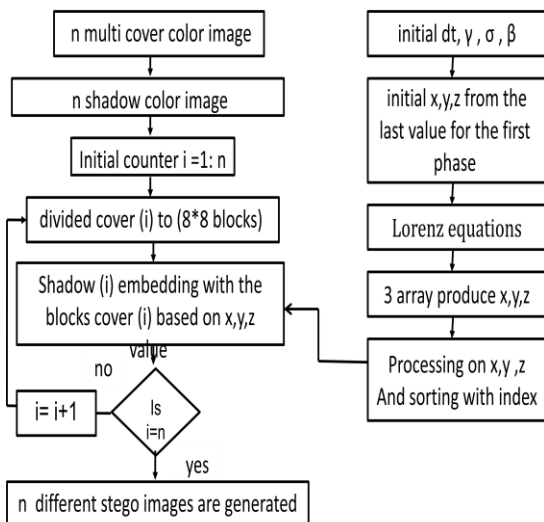 n multi cover color image
n shadow color image
Initial counter i =1: n
divided cover (i) to (8*8 blocks)
Shadow (i) embedding with the
blocks cover (i) based on x,y,z
value
no
i= i+1
Is
i=n
yes
n different stego images are generated
initial dt, γ , σ , β
initial x,y,z from the
last value for the first
phase
Lorenz equations
3 array produce x,y,z
Processing on x,y ,z
And sorting with index